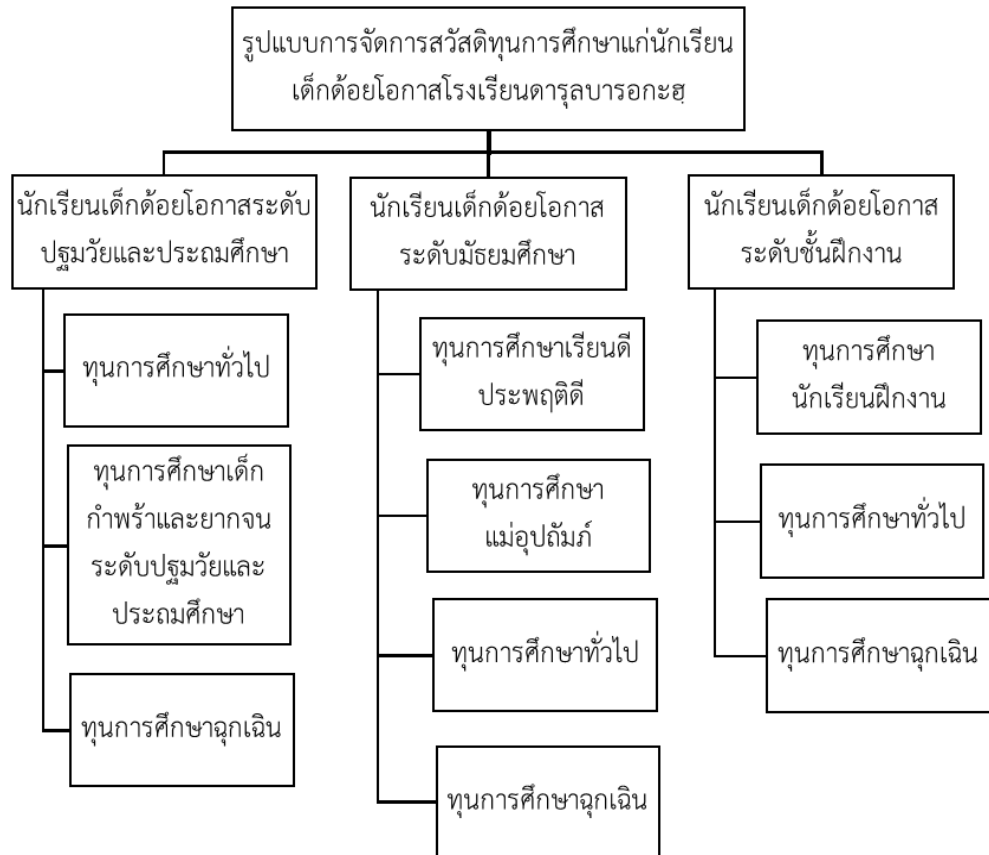 รูปแบบการจัดการสวัสดิทุนการศึกษาแก่นักเรียน
เด็กด้อยโอกาสโรงเรียนดารุลบารอกะฮฺ
นักเรียนเด็กด้อยโอกาสระดับ
ปฐมวัยและประถมศึกษา
ทุนการศึกษาทั่วไป
ทุนการศึกษาเด็ก
กำพร้าและยากจน
ระดับปฐมวัยและ
ประถมศึกษา
ทุนการศึกษาฉุกเฉิน
นักเรียนเด็กด้อยโอกาส
ระดับมัธยมศึกษา
ทุนการศึกษาเรียนดี
ประพฤติดี
ทุนการศึกษา
แม่อุปถัมภ์
ทุนการศึกษาทั่วไป
ทุนการศึกษาฉุกเฉิน
นักเรียนเด็กด้อยโอกาส
ระดับชั้นฝึกงาน
ทุนการศึกษา
นักเรียนฝึกงาน
ทุนการศึกษาทั่วไป
ทุนการศึกษาฉุกเฉิน